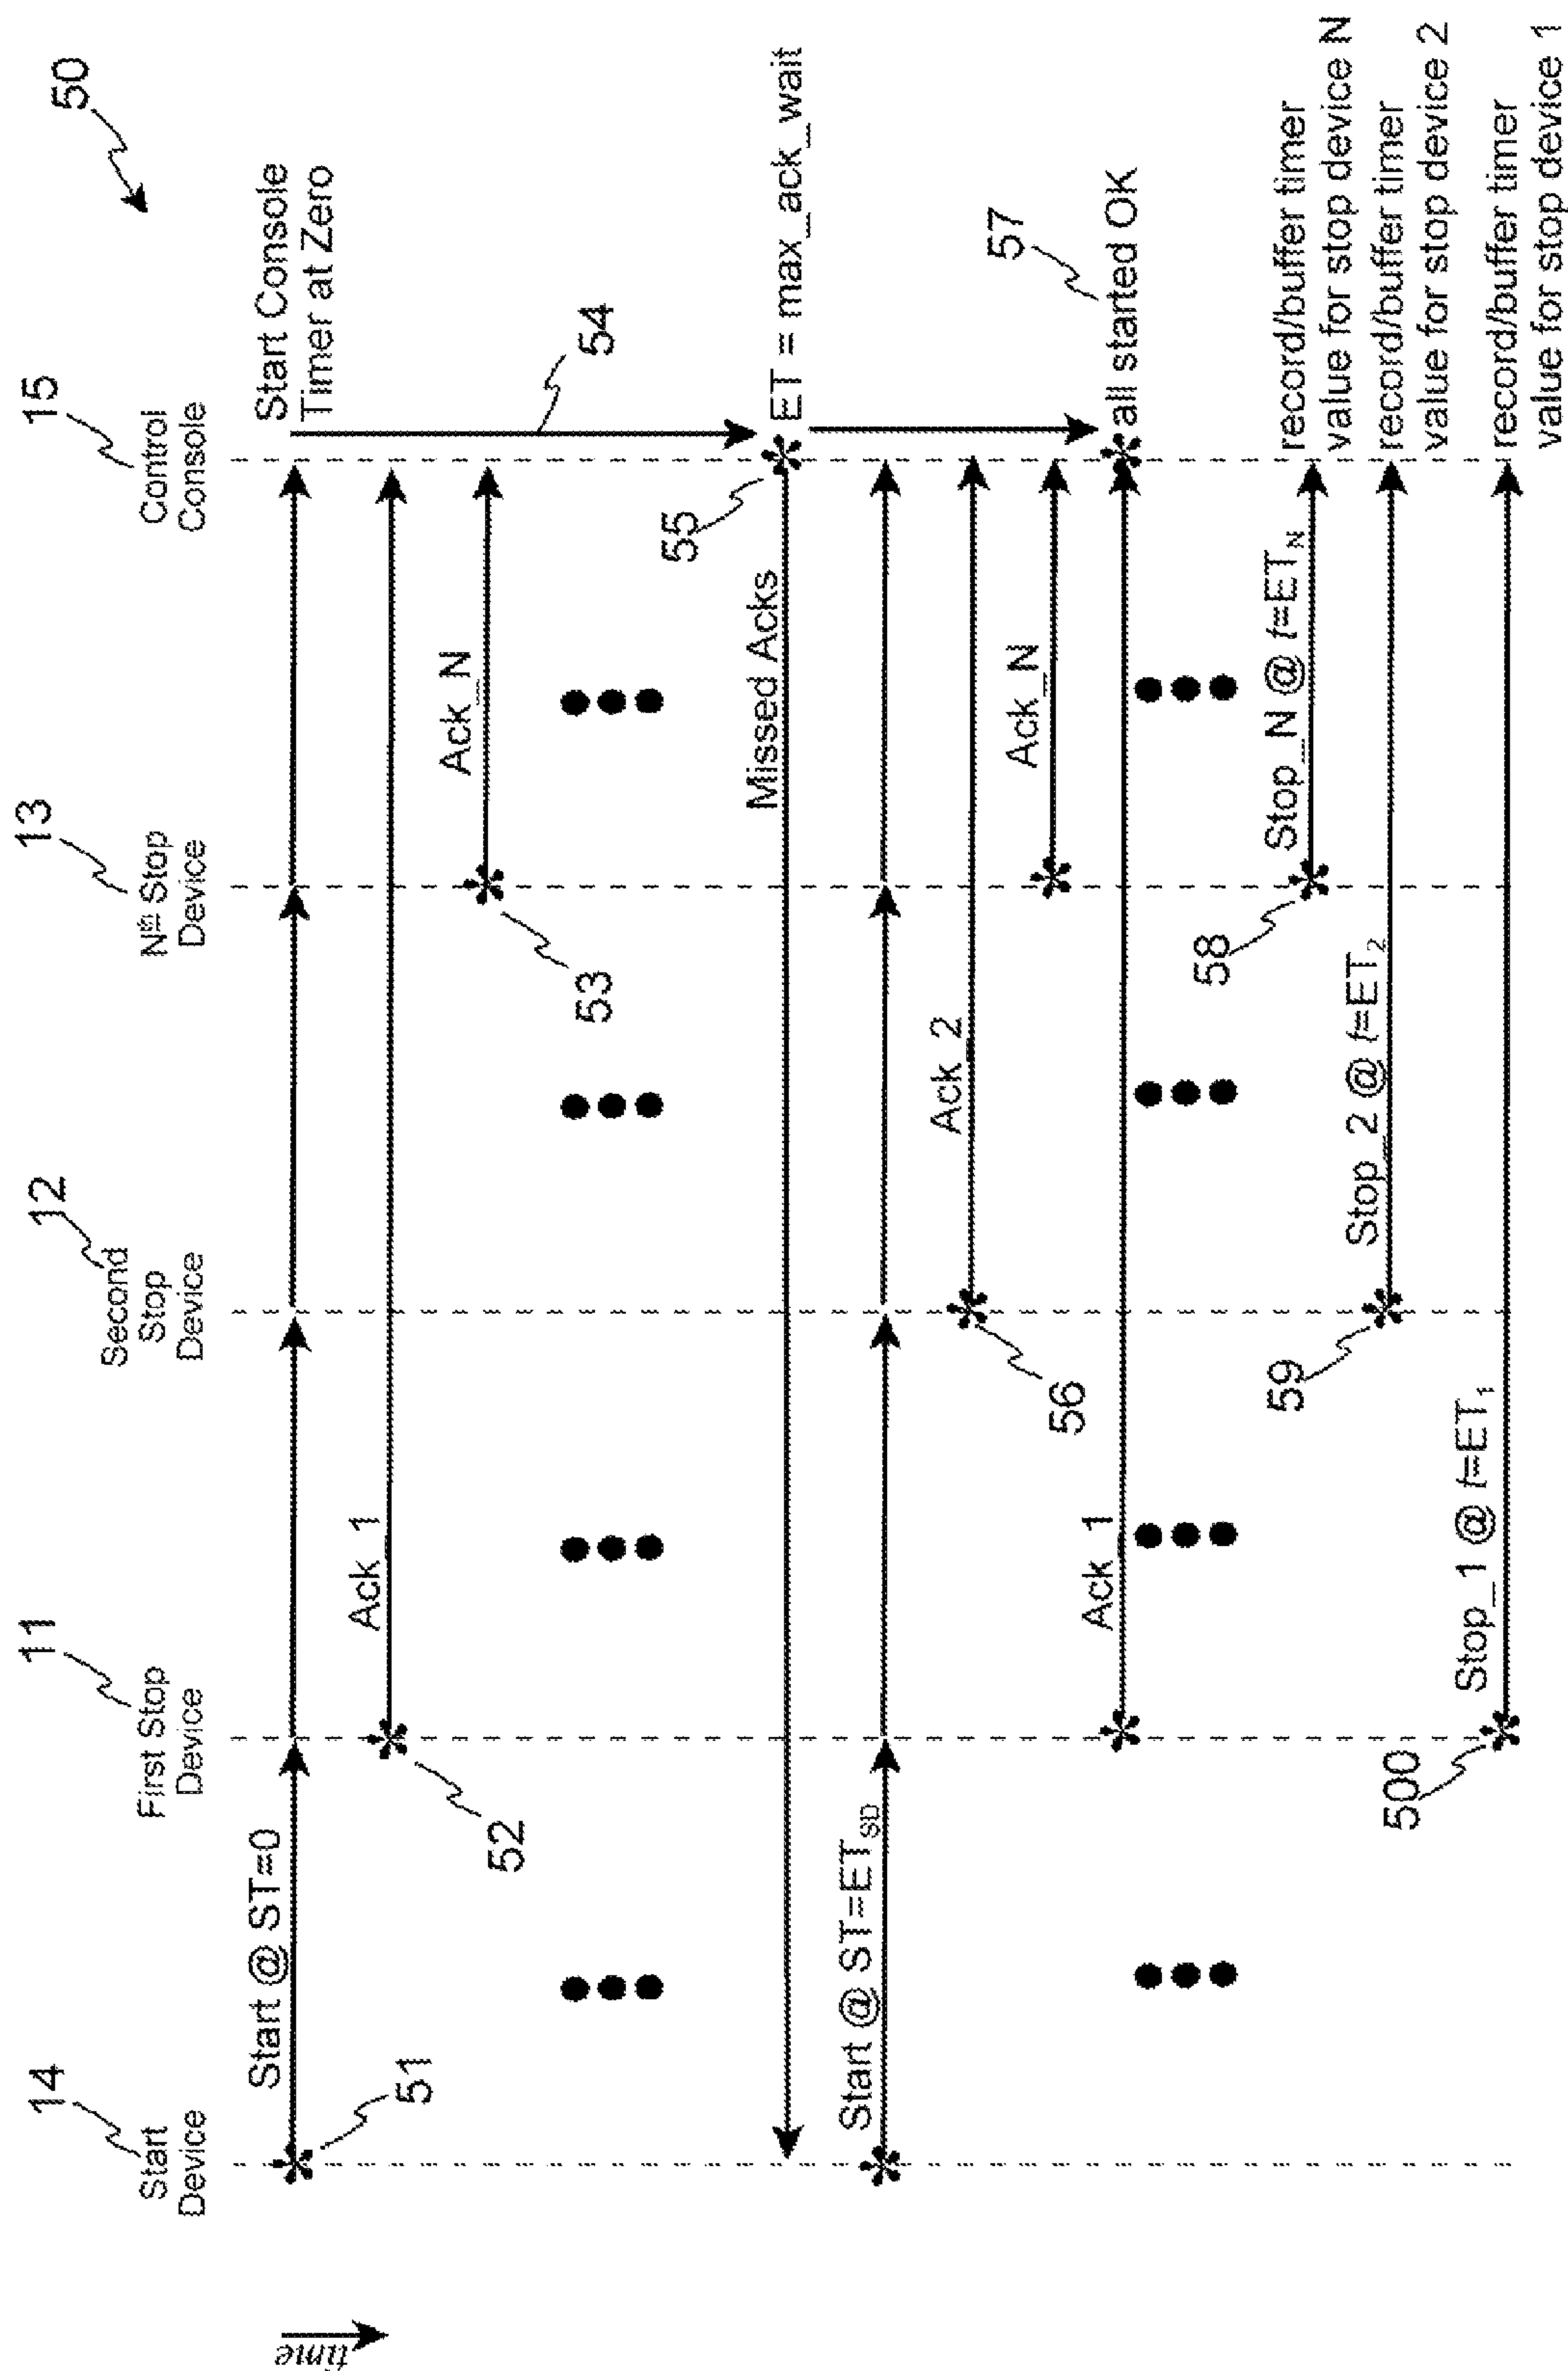 50
14
11
12
13
15
Start
Device
First Stop
Device
Second
Stop
Device
Nth Stop
Device
Control
Console
time
Start @ ST=0
Start Console
Timer at Zero
51
Ack_1
52
Ack_N
53
54
55
ET = max_ack_wait
Missed Acks
Start @ ST=ETSD
Ack_2
56
Ack_N
57
Ack_1
all started OK
58
Stop_N @ t=ETN
record/buffer timer
value for stop device N
59
Stop_2 @ t=ET2
record/buffer timer
value for stop device 2
500
Stop_1 @ t=ET1
record/buffer timer
value for stop device 1